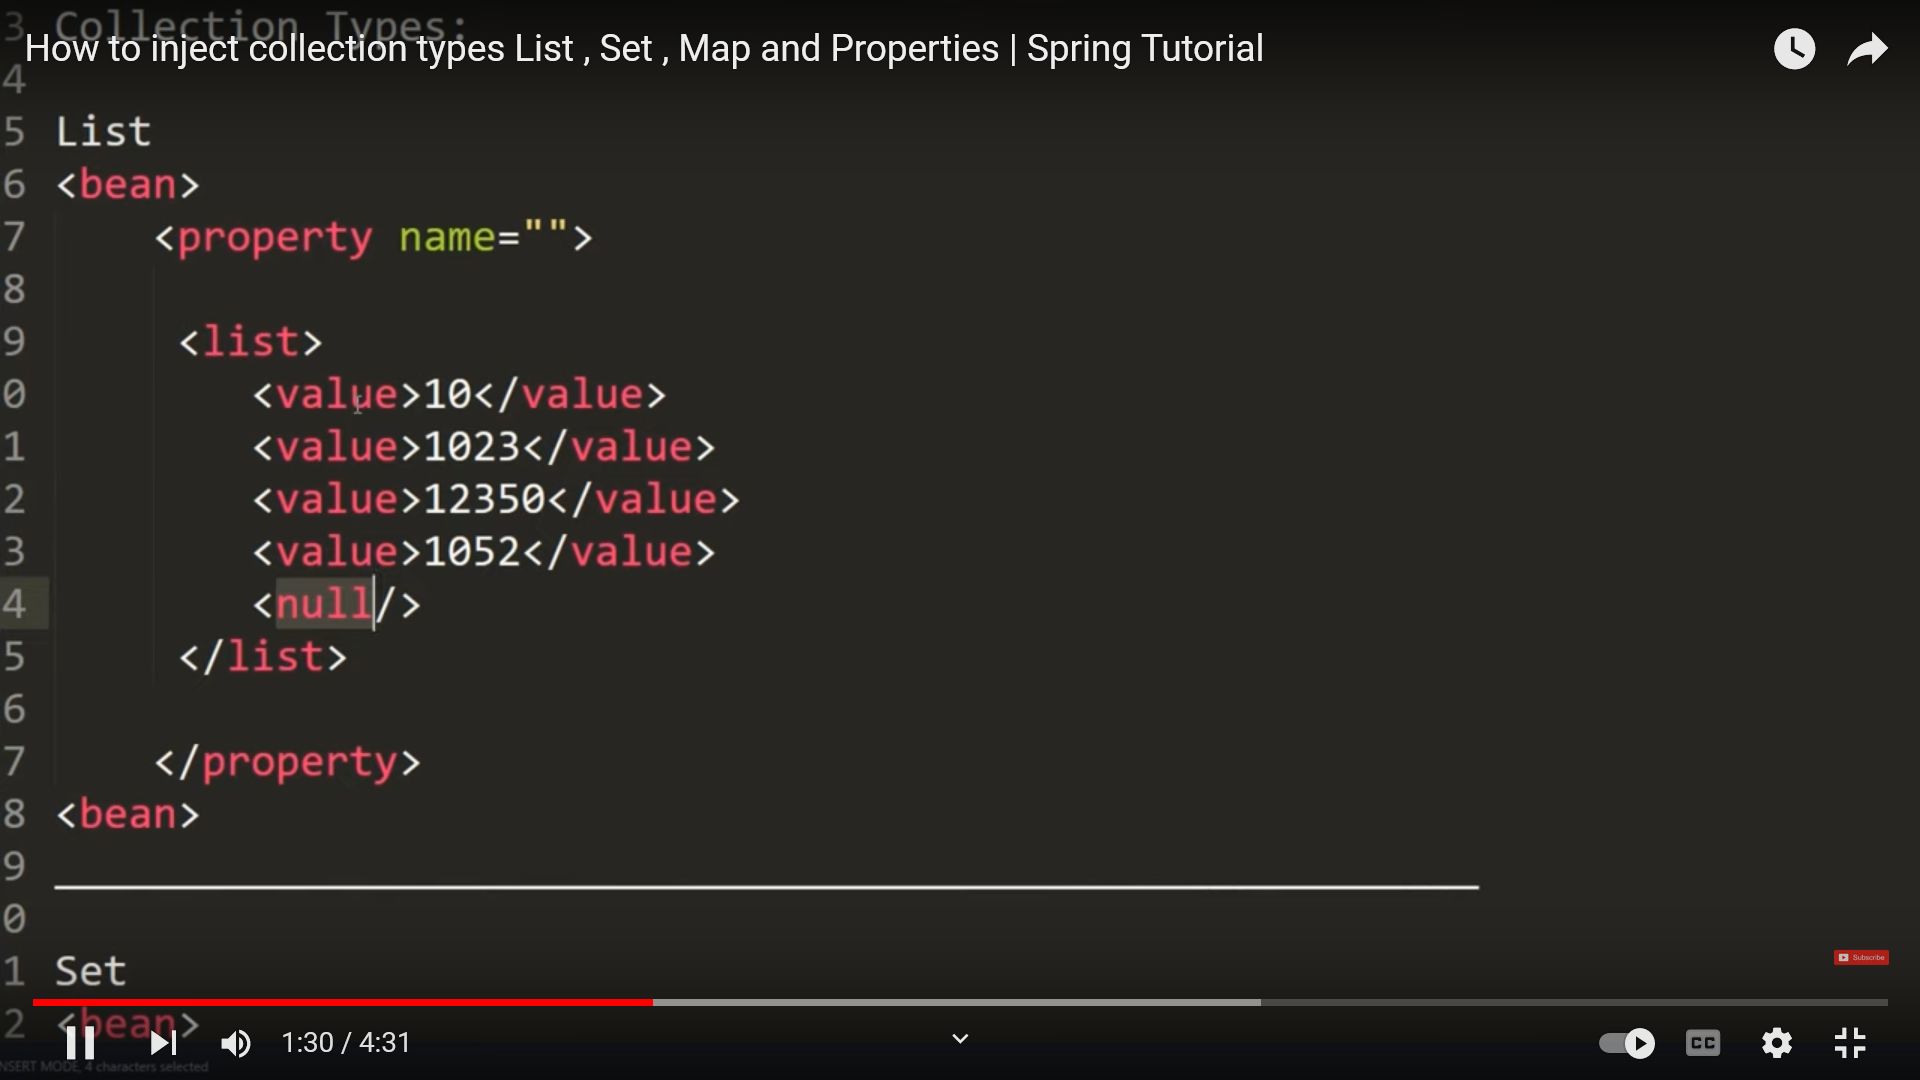 3 Collection Types:
How to inject collection types List , Set , Map and Properties | Spring Tutorial
4
5 List
6 <bean>
7 <property name="">
8
9 <list>
0 <value>10</value>
1 <value>1023</value>
2 <value>12350</value>
3 <value>1052</value>
4 <null/>
5 </list>
6
7 </property>
8 <bean>
9
0
1 Set
Subscribe
2 <bean>
1:30 / 4:31
CC
NSERT MODE, 4 characters selected